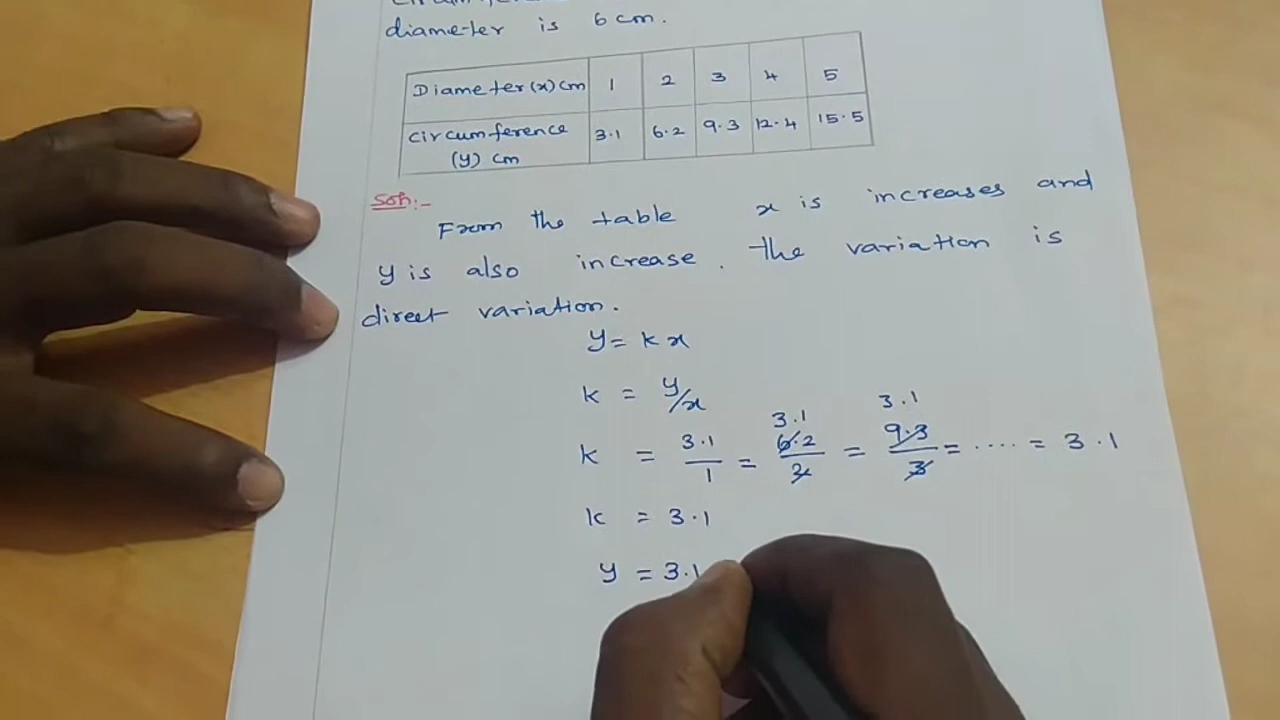 diameter is 6 cm.
Diameter (x) cm 1 2 3 4 5
circumference 3.1 6.2 9.3 12.4 15.5
(y) cm
Soln:-
From the table x is increases and
y is also increase. the variation is
direct variation.
y = kx
k = y/x
3.1 3.1
k = 3.1/1 = 6.2/2 = 9.3/3 = ..... = 3.1
k = 3.1
y = 3.1